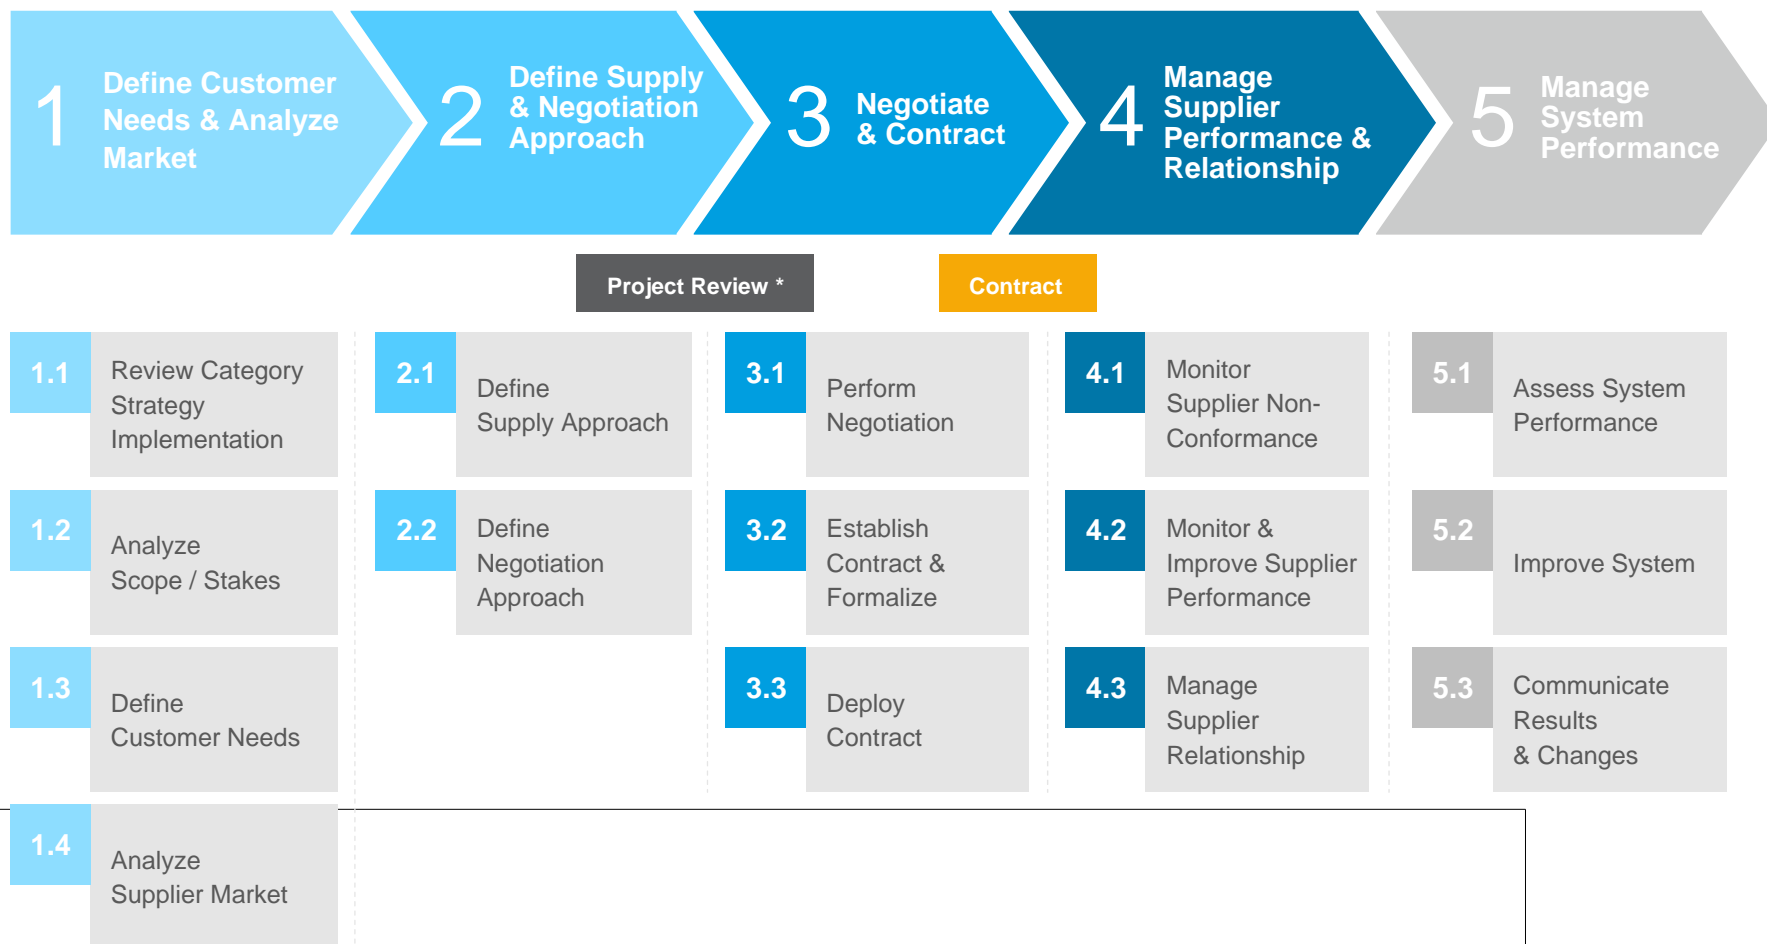 1
Define Customer
Needs & Analyze
Market
2
Define Supply
& Negotiation
Approach
3
Negotiate
& Contract
4
Manage
Supplier
Performance &
Relationship
5
Manage
System
Performance
Project Review *
Contract
1.1
Review Category
Strategy
Implementation
2.1
Define
Supply Approach
3.1
Perform
Negotiation
4.1
Monitor
Supplier Non-
Conformance
5.1
Assess System
Performance
1.2
Analyze
Scope / Stakes
2.2
Define
Negotiation
Approach
3.2
Establish
Contract &
Formalize
4.2
Monitor &
Improve Supplier
Performance
5.2
Improve System
1.3
Define
Customer Needs
3.3
Deploy
Contract
4.3
Manage
Supplier
Relationship
5.3
Communicate
Results
& Changes
1.4
Analyze
Supplier Market